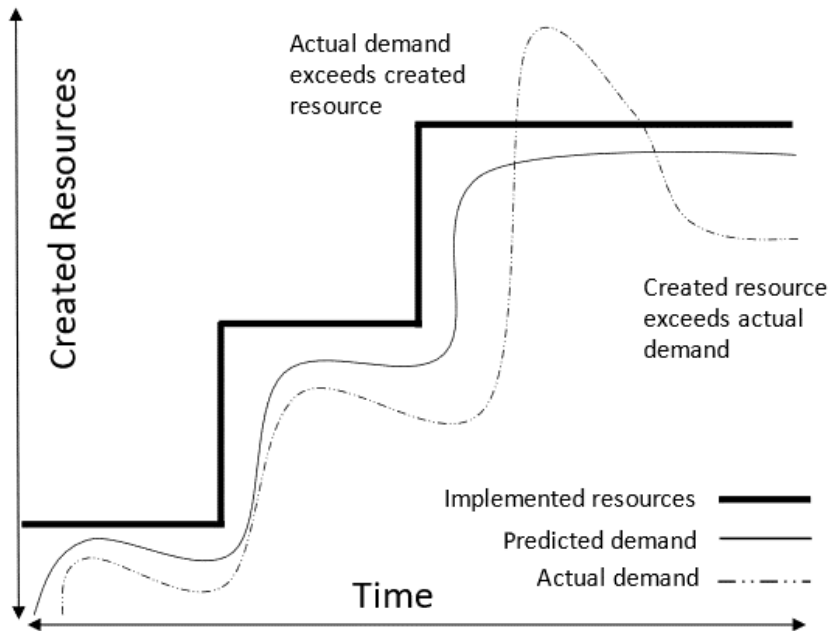 Actual demand
exceeds created
resource
Created Resources
Created resource
exceeds actual
demand
Implemented resources
Predicted demand
Actual demand
Time